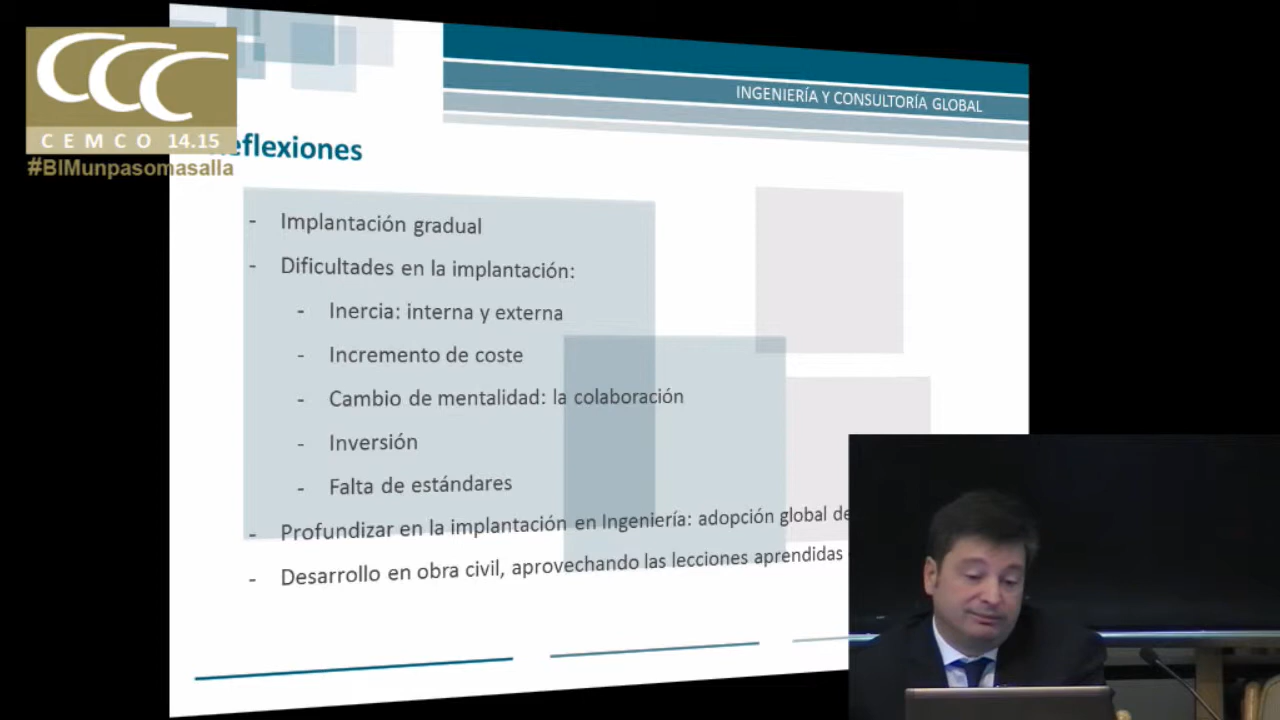 CCC
CEMCO 14.15
#BIMunpasomasalla
INGENIERÍA Y CONSULTORÍA GLOBAL
eflexiones
- Implantación gradual
- Dificultades en la implantación:
- Inercia: interna y externa
- Incremento de coste
- Cambio de mentalidad: la colaboración
- Inversión
- Falta de estándares
- Profundizar en la implantación en Ingeniería: adopción global de
- Desarrollo en obra civil, aprovechando las lecciones aprendidas